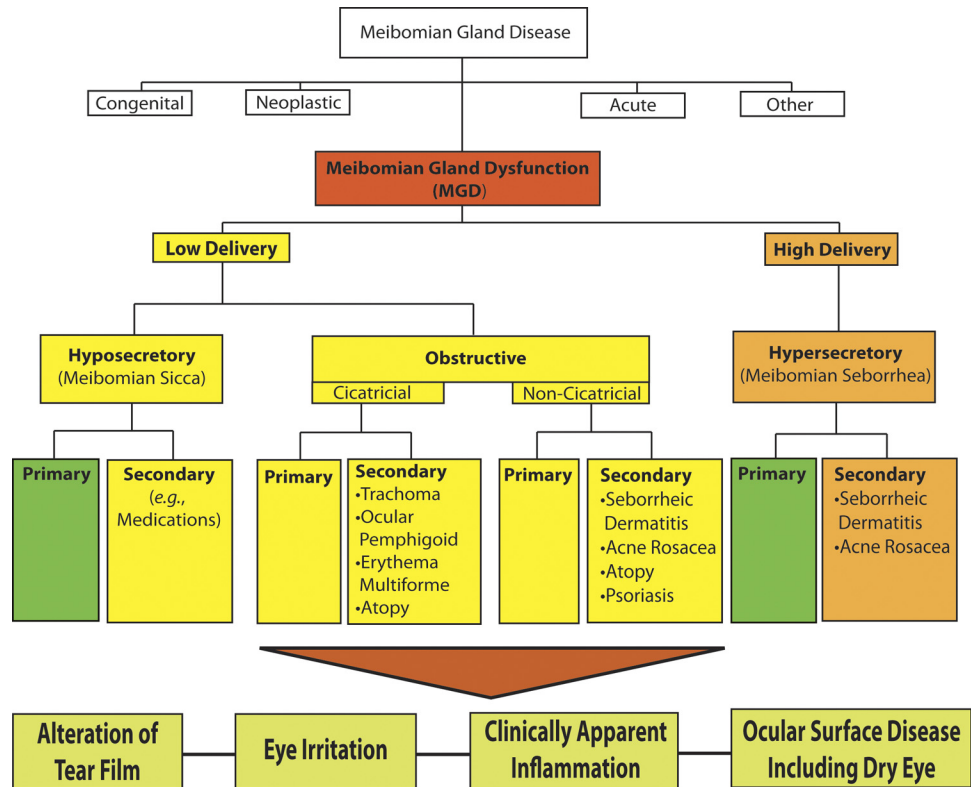 Meibomian Gland Disease
Congenital
Neoplastic
Acute
Other
Meibomian Gland Dysfunction
(MGD)
Low Delivery
High Delivery
Hyposecretory
(Meibomian Sicca)
Obstructive
Cicatricial
Non-Cicatricial
Hypersecretory
(Meibomian Seborrhea)
Primary
Secondary
(e.g.,
Medications)
Primary
Secondary
•Trachoma
•Ocular
Pemphigoid
•Erythema
Multiforme
•Atopy
Primary
Secondary
•Seborrheic
Dermatitis
•Acne Rosacea
•Atopy
•Psoriasis
Primary
Secondary
•Seborrheic
Dermatitis
•Acne Rosacea
Alteration of
Tear Film
Eye Irritation
Clinically Apparent
Inflammation
Ocular Surface Disease
Including Dry Eye